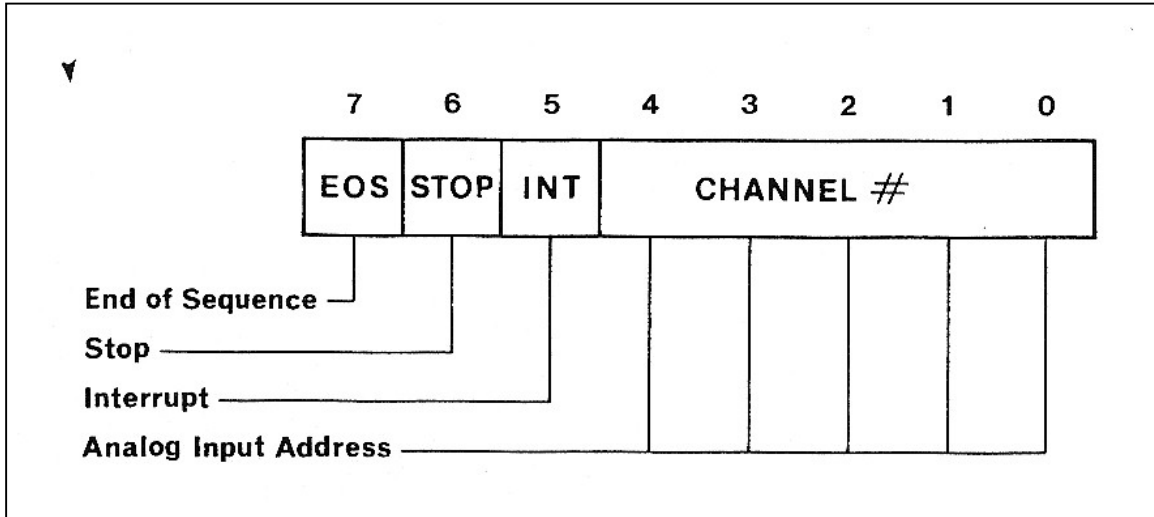 7 6 5 4 3 2 1 0
EOS STOP INT CHANNEL #
End of Sequence
Stop
Interrupt
Analog Input Address